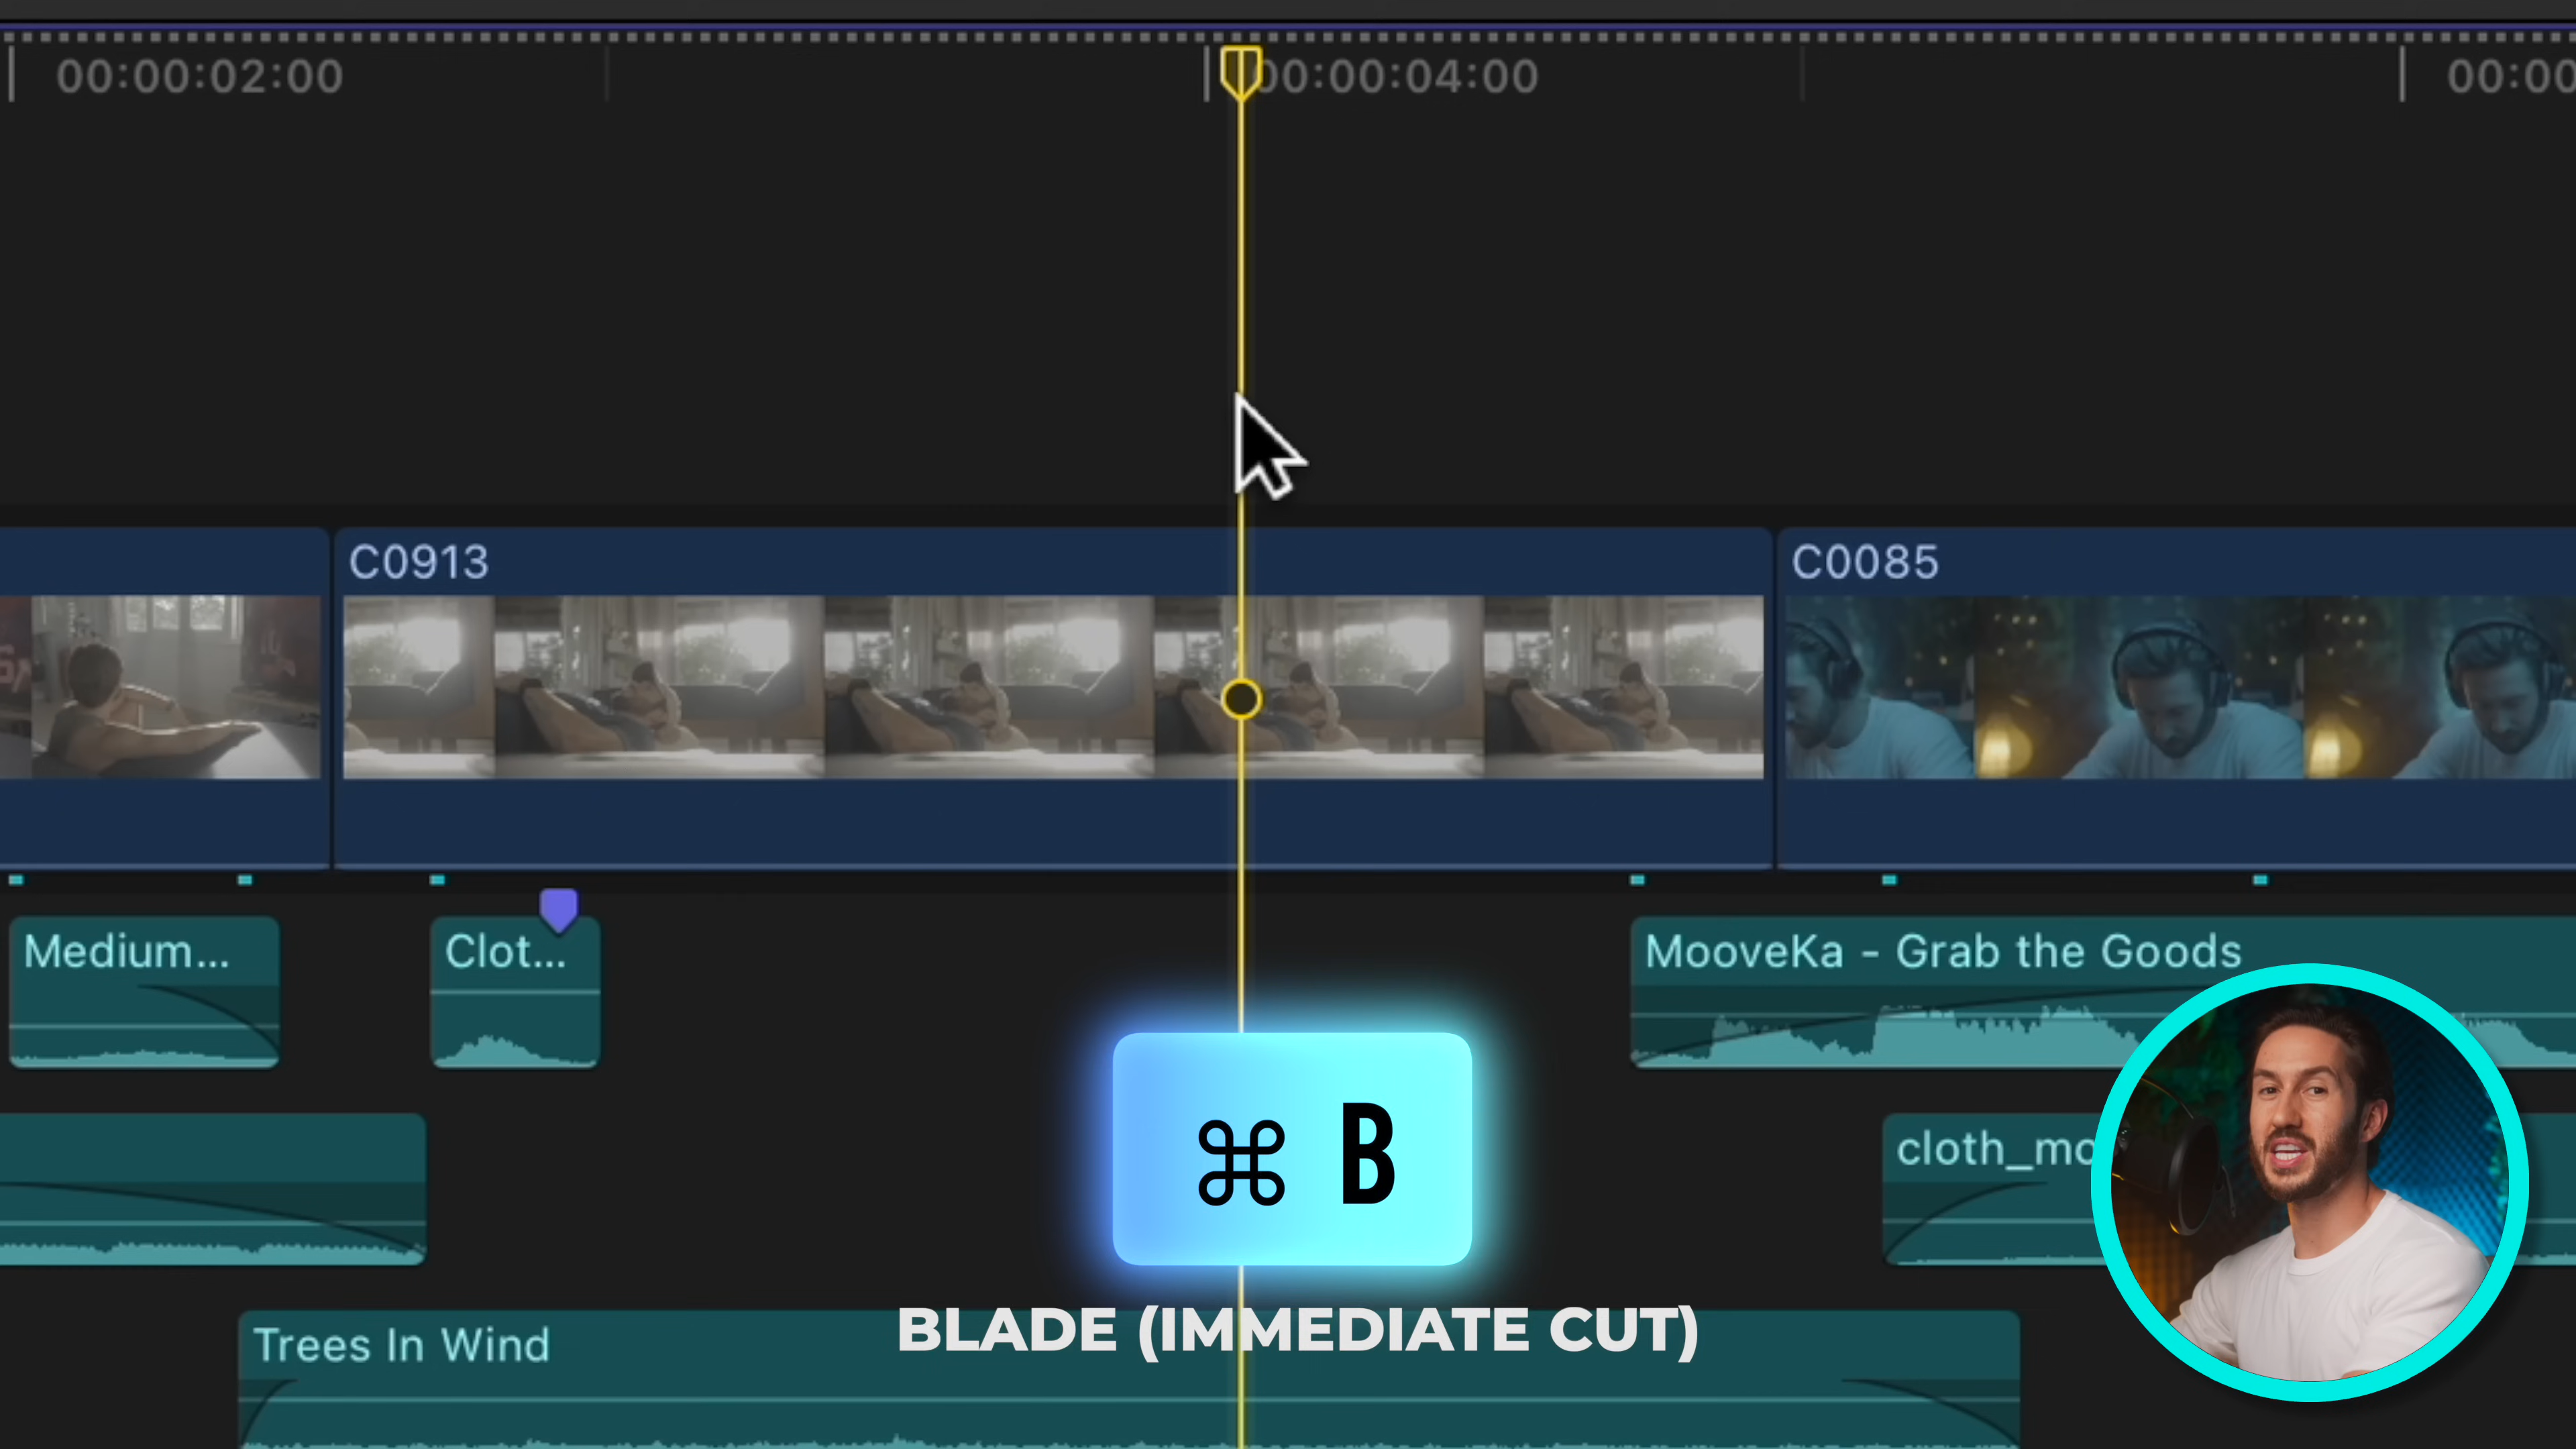 00:00:02:00
00:00:04:00
00:00
C0913
C0085
Medium...
Clot...
MooveKa - Grab the Goods
⌘ B
cloth_mo
BLADE (IMMEDIATE CUT)
Trees In Wind